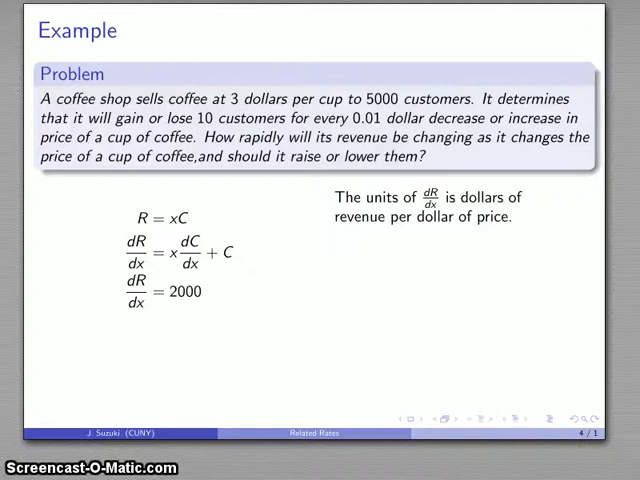 Example
Problem
A coffee shop sells coffee at 3 dollars per cup to 5000 customers. It determines
that it will gain or lose 10 customers for every 0.01 dollar decrease or increase in
price of a cup of coffee. How rapidly will its revenue be changing as it changes the
price of a cup of coffee,and should it raise or lower them?
R = xC
dR/dx = x dC/dx + C
dR/dx = 2000
The units of dR/dx is dollars of
revenue per dollar of price.
J. Suzuki (CUNY)
Related Rates
4 / 1
Screencast-O-Matic.com